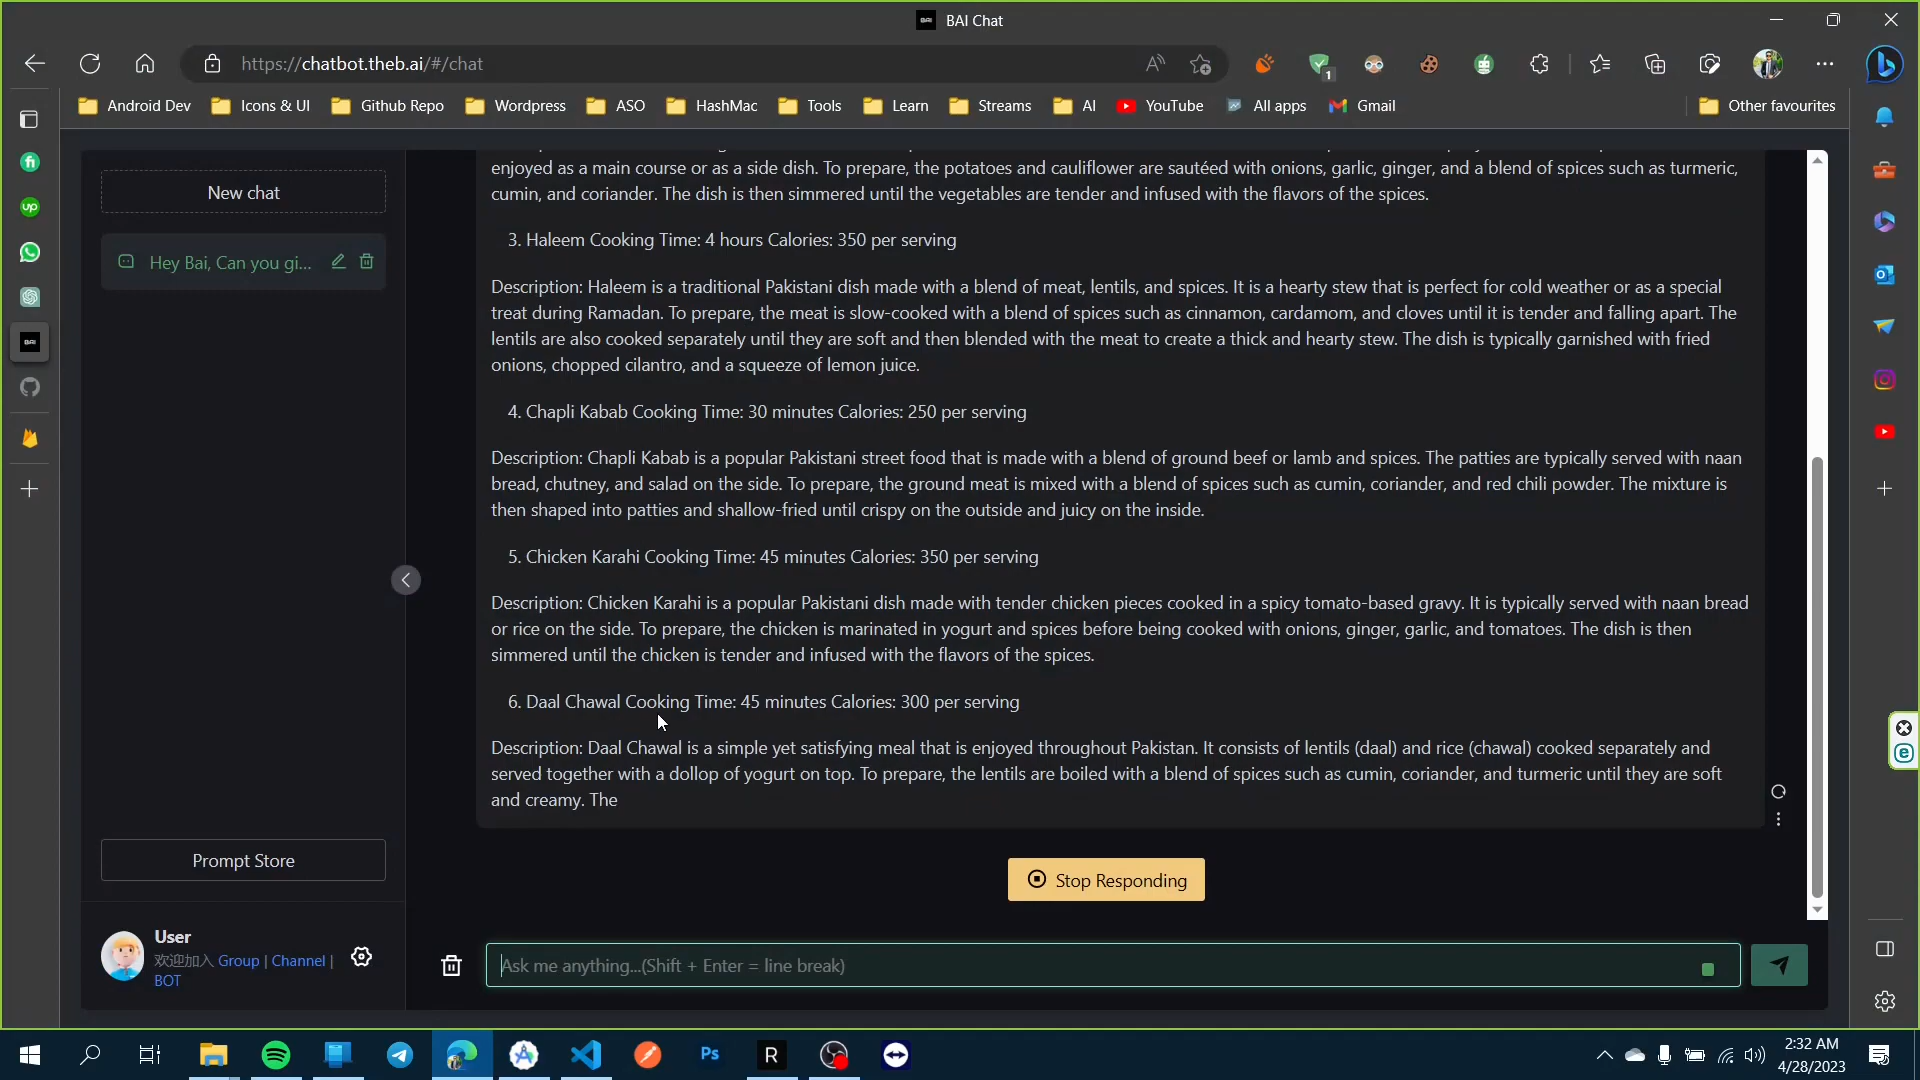 BAI Chat
https://chatbot.theb.ai/#/chat
1
Android Dev
Icons & UI
Github Repo
Wordpress
ASO
HashMac
Tools
Learn
Streams
AI
YouTube
All apps
Gmail
Other favourites
New chat
Hey Bai, Can you gi...
enjoyed as a main course or as a side dish. To prepare, the potatoes and cauliflower are sautéed with onions, garlic, ginger, and a blend of spices such as turmeric,
cumin, and coriander. The dish is then simmered until the vegetables are tender and infused with the flavors of the spices.
3. Haleem Cooking Time: 4 hours Calories: 350 per serving
Description: Haleem is a traditional Pakistani dish made with a blend of meat, lentils, and spices. It is a hearty stew that is perfect for cold weather or as a special
treat during Ramadan. To prepare, the meat is slow-cooked with a blend of spices such as cinnamon, cardamom, and cloves until it is tender and falling apart. The
lentils are also cooked separately until they are soft and then blended with the meat to create a thick and hearty stew. The dish is typically garnished with fried
onions, chopped cilantro, and a squeeze of lemon juice.
4. Chapli Kabab Cooking Time: 30 minutes Calories: 250 per serving
Description: Chapli Kabab is a popular Pakistani street food that is made with a blend of ground beef or lamb and spices. The patties are typically served with naan
bread, chutney, and salad on the side. To prepare, the ground meat is mixed with a blend of spices such as cumin, coriander, and red chili powder. The mixture is
then shaped into patties and shallow-fried until crispy on the outside and juicy on the inside.
5. Chicken Karahi Cooking Time: 45 minutes Calories: 350 per serving
Description: Chicken Karahi is a popular Pakistani dish made with tender chicken pieces cooked in a spicy tomato-based gravy. It is typically served with naan bread
or rice on the side. To prepare, the chicken is marinated in yogurt and spices before being cooked with onions, ginger, garlic, and tomatoes. The dish is then
simmered until the chicken is tender and infused with the flavors of the spices.
6. Daal Chawal Cooking Time: 45 minutes Calories: 300 per serving
Description: Daal Chawal is a simple yet satisfying meal that is enjoyed throughout Pakistan. It consists of lentils (daal) and rice (chawal) cooked separately and
served together with a dollop of yogurt on top. To prepare, the lentils are boiled with a blend of spices such as cumin, coriander, and turmeric until they are soft
and creamy. The
Prompt Store
Stop Responding
User
欢迎加入 Group | Channel |
BOT
Ask me anything...(Shift + Enter = line break)
Ps
R
2:32 AM
4/28/2023